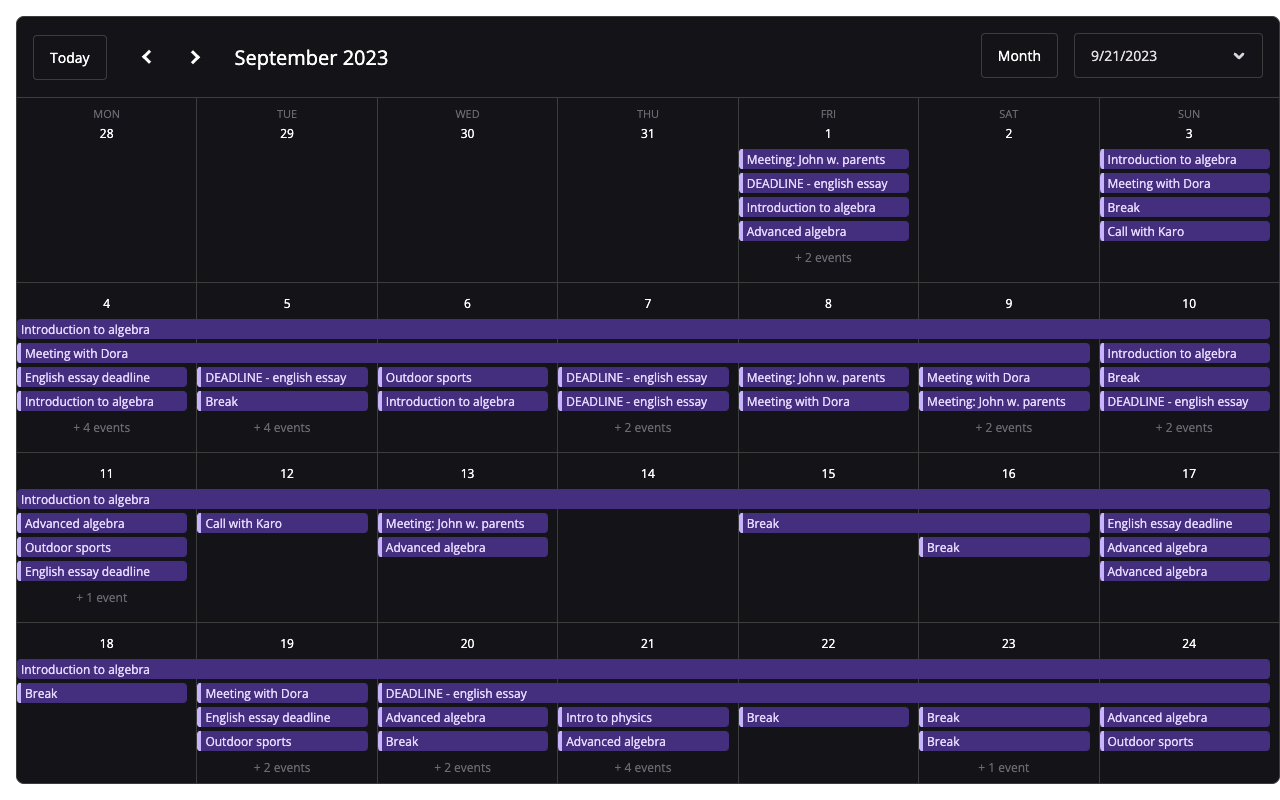 Today
September 2023
Month
9/21/2023
MON TUE WED THU FRI SAT SUN
28 29 30 31 1 2 3
Meeting: John w. parents Introduction to algebra
DEADLINE - english essay Meeting with Dora
Introduction to algebra Break
Advanced algebra Call with Karo
+ 2 events
4 5 6 7 8 9 10
Introduction to algebra
Meeting with Dora Introduction to algebra
English essay deadline DEADLINE - english essay Outdoor sports DEADLINE - english essay Meeting: John w. parents Meeting with Dora Break
Introduction to algebra Break Introduction to algebra DEADLINE - english essay Meeting with Dora Meeting: John w. parents DEADLINE - english essay
+ 4 events + 4 events + 2 events + 2 events + 2 events
11 12 13 14 15 16 17
Introduction to algebra
Advanced algebra Call with Karo Meeting: John w. parents Break English essay deadline
Outdoor sports Advanced algebra Break Advanced algebra
English essay deadline Advanced algebra
+ 1 event
18 19 20 21 22 23 24
Introduction to algebra
Break Meeting with Dora DEADLINE - english essay
English essay deadline Advanced algebra Intro to physics Break Break Advanced algebra
Outdoor sports Break Advanced algebra Break Outdoor sports
+ 2 events + 2 events + 4 events + 1 event